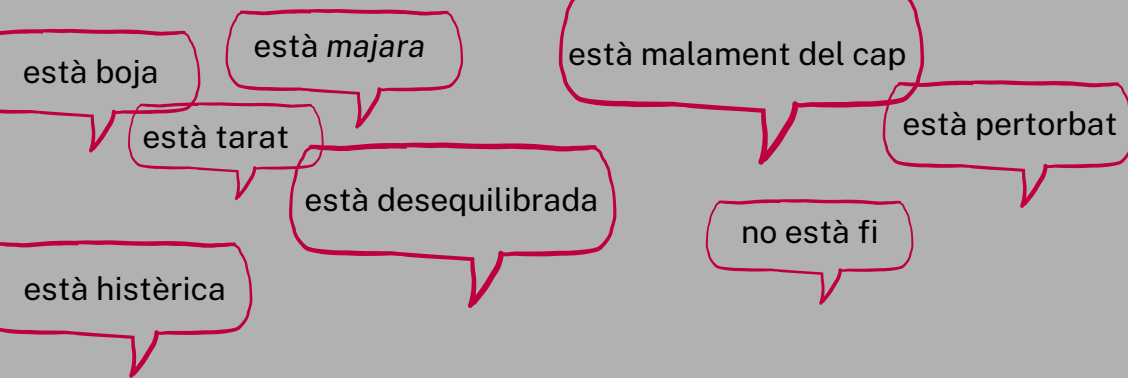 està majara
està malament del cap
està boja
està pertorbat
està tarat
està desequilibrada
no està fi
està histèrica